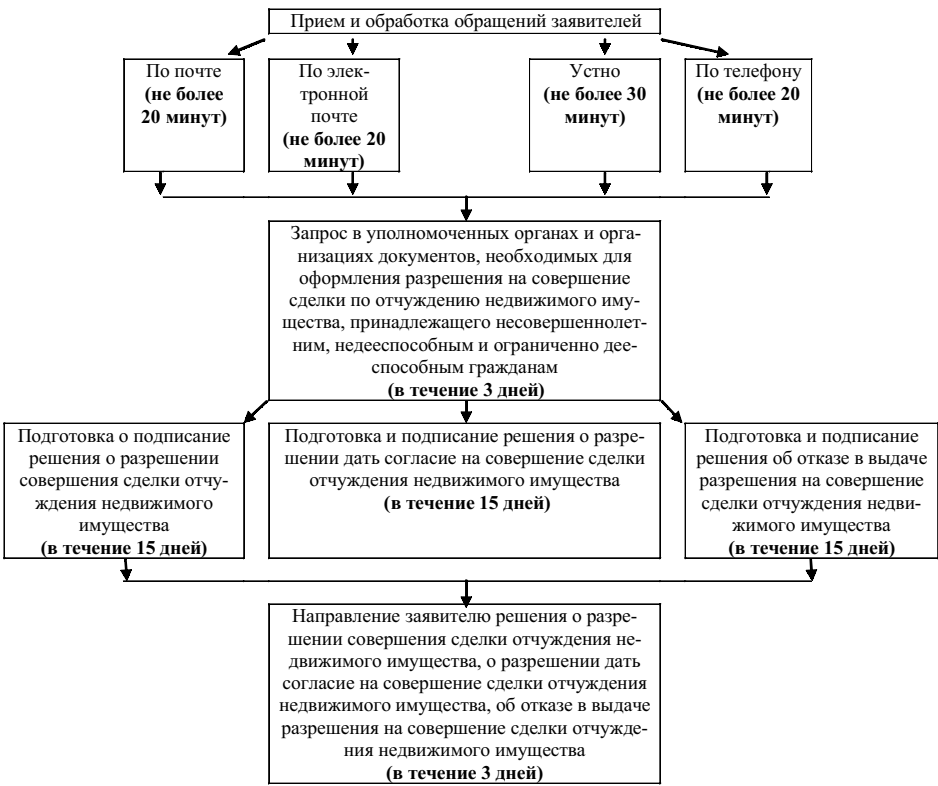 Прием и обработка обращений заявителей
По почте
(не более
20 минут)
По элек-
тронной
почте
(не более 20
минут)
Устно
(не более 30
минут)
По телефону
(не более 20
минут)
Запрос в уполномоченных органах и орга-
низациях документов, необходимых для
оформления разрешения на совершение
сделки по отчуждению недвижимого иму-
щества, принадлежащего несовершеннолет-
ним, недееспособным и ограниченно дее-
способным гражданам
(в течение 3 дней)
Подготовка о подписание
решения о разрешении
совершения сделки отчу-
ждения недвижимого
имущества
(в течение 15 дней)
Подготовка и подписание решения о разре-
шении дать согласие на совершение сделки
отчуждения недвижимого имущества
(в течение 15 дней)
Подготовка и подписание
решения об отказе в выдаче
разрешения на совершение
сделки отчуждения недви-
жимого имущества
(в течение 15 дней)
Направление заявителю решения о разре-
шении совершения сделки отчуждения не-
движимого имущества, о разрешении дать
согласие на совершение сделки отчуждения
недвижимого имущества, об отказе в выдаче
разрешения на совершение сделки отчужде-
ния недвижимого имущества
(в течение 3 дней)